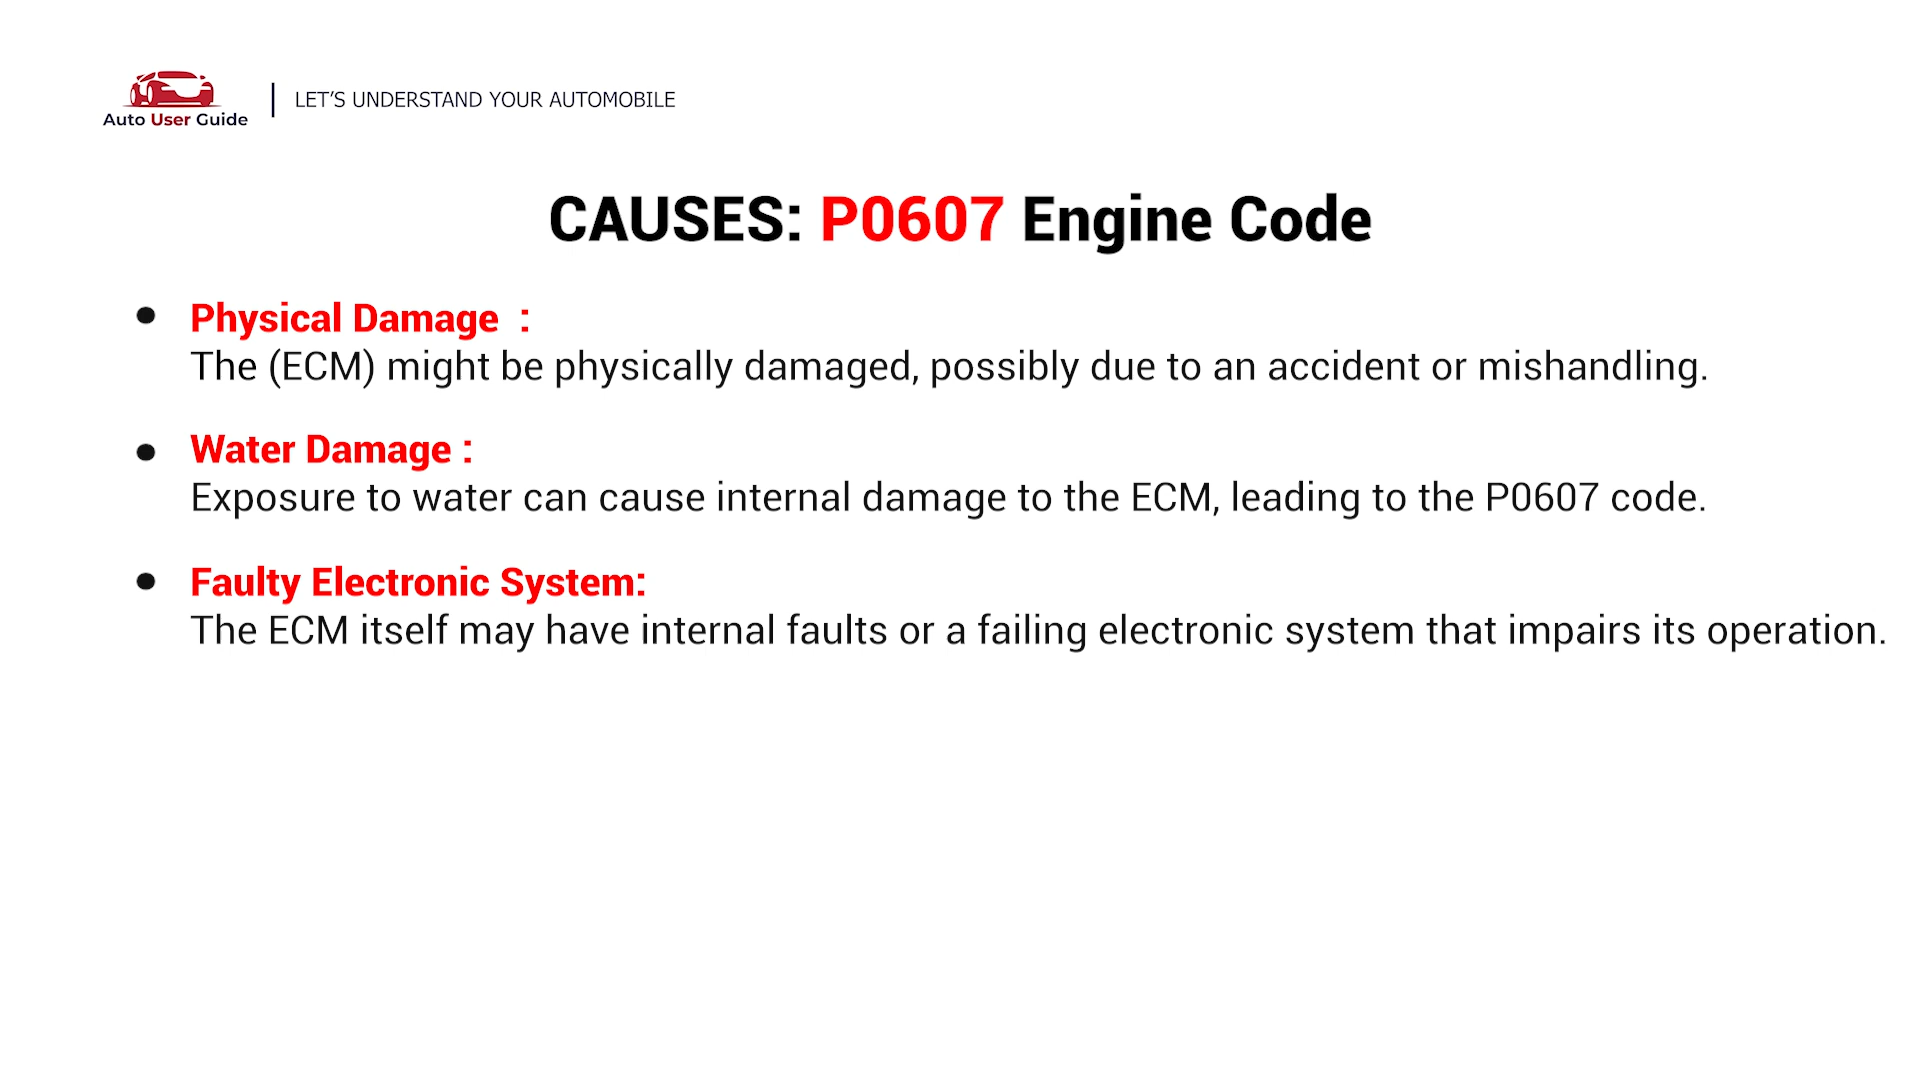 Auto User Guide
LET'S UNDERSTAND YOUR AUTOMOBILE
CAUSES: P0607 Engine Code
● Physical Damage :
The (ECM) might be physically damaged, possibly due to an accident or mishandling.
● Water Damage :
Exposure to water can cause internal damage to the ECM, leading to the P0607 code.
● Faulty Electronic System:
The ECM itself may have internal faults or a failing electronic system that impairs its operation.